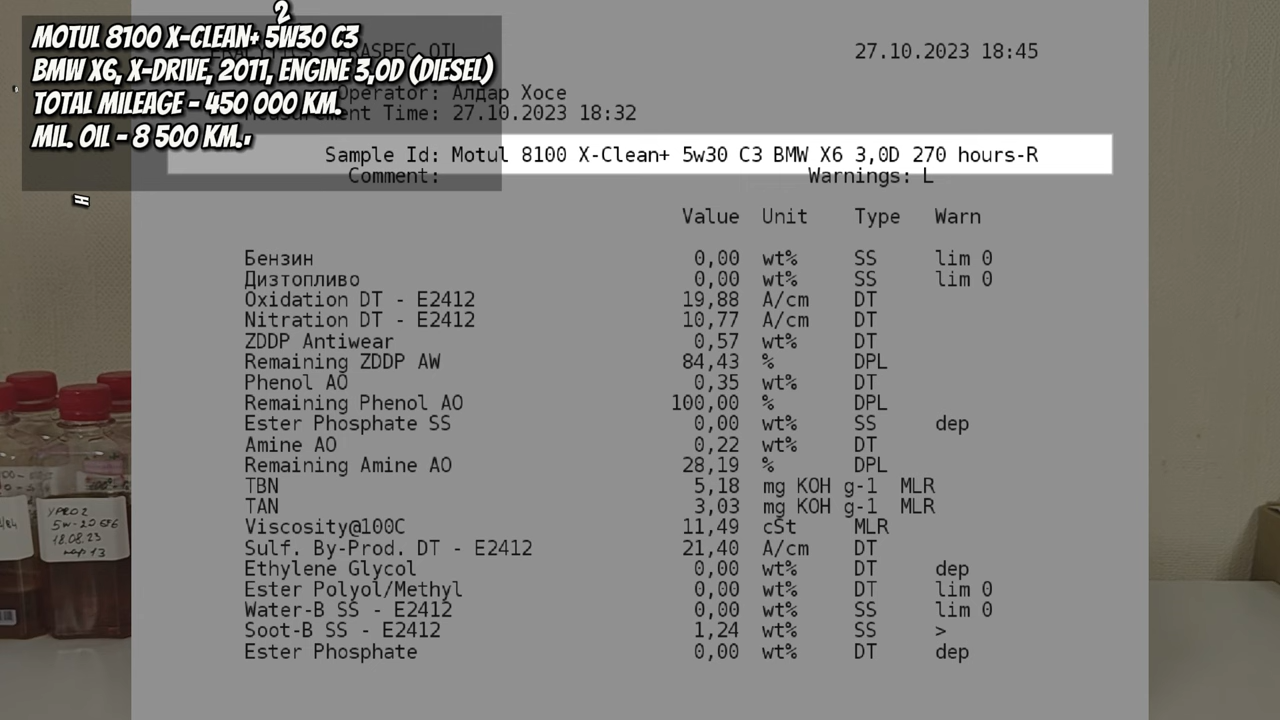 2
MOTUL 8100 X-CLEAN+ 5W30 C3
BMW X6, X-DRIVE, 2011, ENGINE 3,0D (DIESEL)
TOTAL MILEAGE - 450 000 KM.
MIL. OIL - 8 500 KM.
H
ERASPEC OIL
27.10.2023 18:45
Operator: Алдар Хосе
Measurement Time: 27.10.2023 18:32
Sample Id: Motul 8100 X-Clean+ 5w30 C3 BMW X6 3,0D 270 hours-R
Comment: Warnings: L
Value Unit Type Warn
Бензин 0,00 wt% SS lim 0
Дизтопливо 0,00 wt% SS lim 0
Oxidation DT - E2412 19,88 A/cm DT
Nitration DT - E2412 10,77 A/cm DT
ZDDP Antiwear 0,57 wt% DT
Remaining ZDDP AW 84,43 % DPL
Phenol AO 0,35 wt% DT
Remaining Phenol AO 100,00 % DPL
Ester Phosphate SS 0,00 wt% SS dep
Amine AO 0,22 wt% DT
Remaining Amine AO 28,19 % DPL
TBN 5,18 mg KOH g-1 MLR
TAN 3,03 mg KOH g-1 MLR
Viscosity@100C 11,49 cSt MLR
Sulf. By-Prod. DT - E2412 21,40 A/cm DT
Ethylene Glycol 0,00 wt% DT dep
Ester Polyol/Methyl 0,00 wt% DT lim 0
Water-B SS - E2412 0,00 wt% SS lim 0
Soot-B SS - E2412 1,24 wt% SS >
Ester Phosphate 0,00 wt% DT dep
5w-20
18.08.23